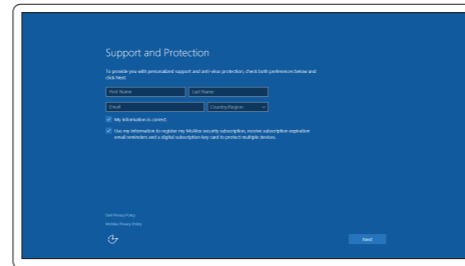 Support and Protection
To provide you with personalized support and anti-virus protection, check both preferences below and
click Next.
First Name
Last Name
Email
Country/Region
My information is correct.
Use my information to register my McAfee security subscription, receive subscription expiration
email reminders and a digital subscription key card to protect multiple devices.
Dell Privacy Policy
McAfee Privacy Policy
Next